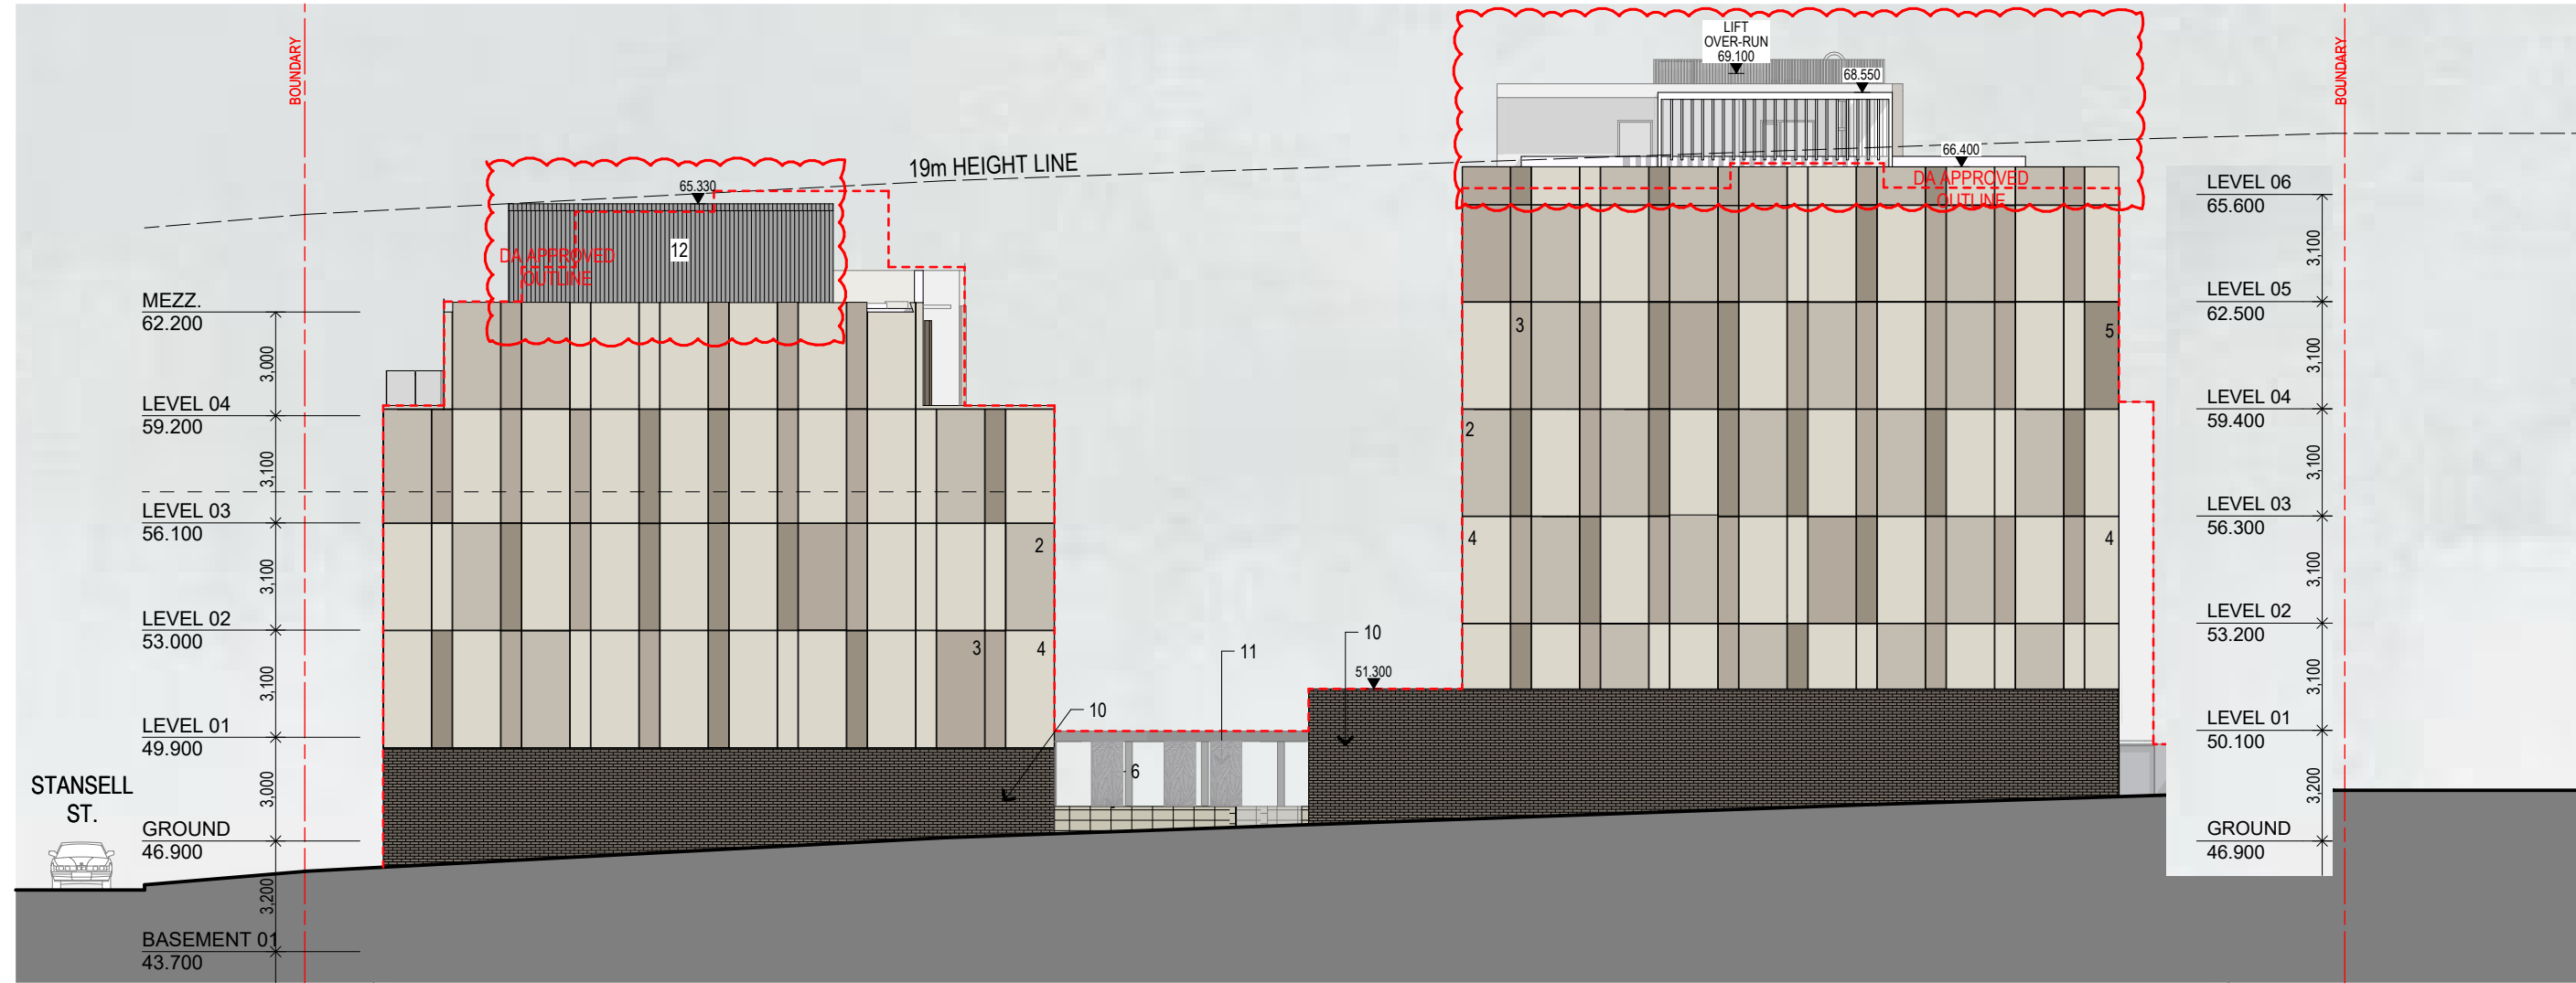 BOUNDARY
LIFT
OVER-RUN
69.100
68.550
BOUNDARY
19m HEIGHT LINE
66.400
DA APPROVED
OUTLINE
65.330
12
DA APPROVED
OUTLINE
MEZZ.
62.200
3,000
LEVEL 04
59.200
3,100
LEVEL 03
56.100
3,100
LEVEL 02
53.000
3,100
LEVEL 01
49.900
3,000
STANSELL
ST.
GROUND
46.900
3,200
BASEMENT 01
43.700
2
3
4
10
6
11
10
51.300
3
5
2
4
4
LEVEL 06
65.600
3,100
LEVEL 05
62.500
3,100
LEVEL 04
59.400
3,100
LEVEL 03
56.300
3,100
LEVEL 02
53.200
3,100
LEVEL 01
50.100
3,200
GROUND
46.900